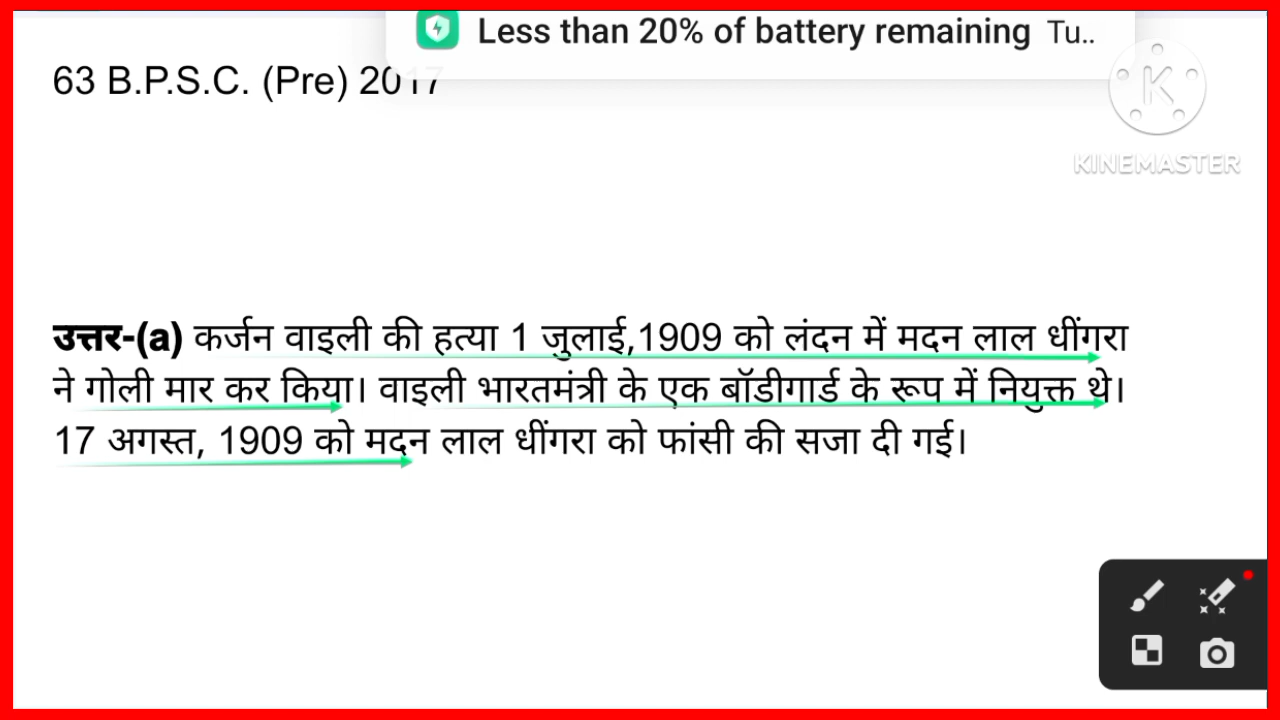 Less than 20% of battery remaining Tu..
63 B.P.S.C. (Pre) 2017
KINEMASTER
उत्तर-(a) कर्जन वाइली की हत्या 1 जुलाई,1909 को लंदन में मदन लाल धींगरा
ने गोली मार कर किया। वाइली भारतमंत्री के एक बॉडीगार्ड के रूप में नियुक्त थे।
17 अगस्त, 1909 को मदन लाल धींगरा को फांसी की सजा दी गई।